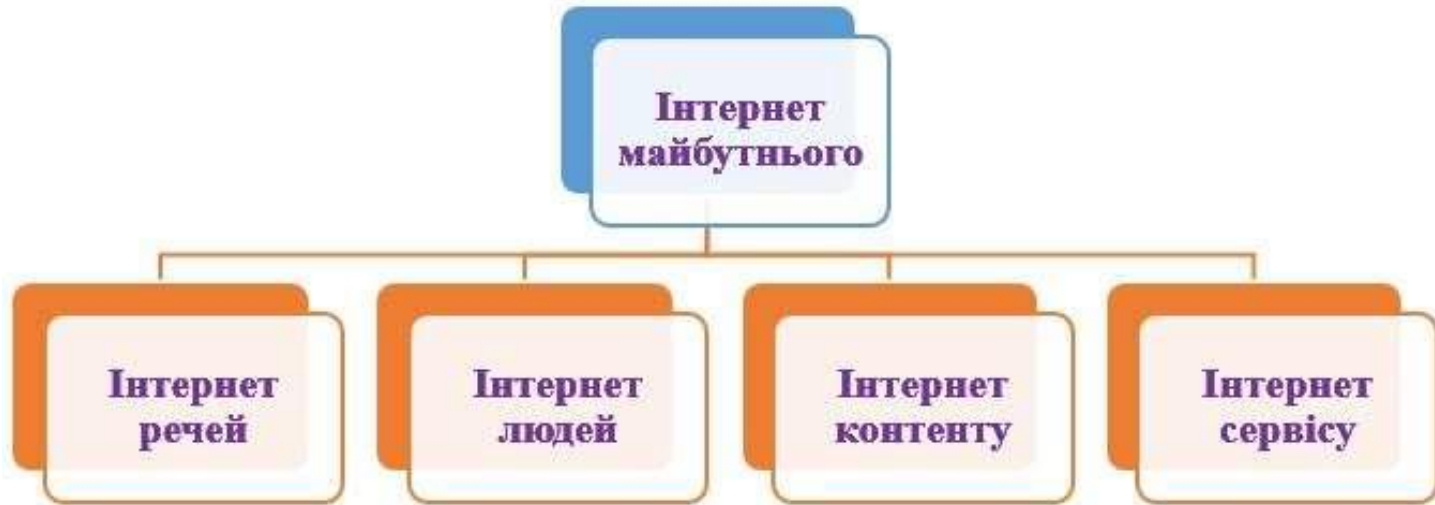 Інтернет
майбутнього
Інтернет
речей
Інтернет
людей
Інтернет
контенту
Інтернет
сервісу